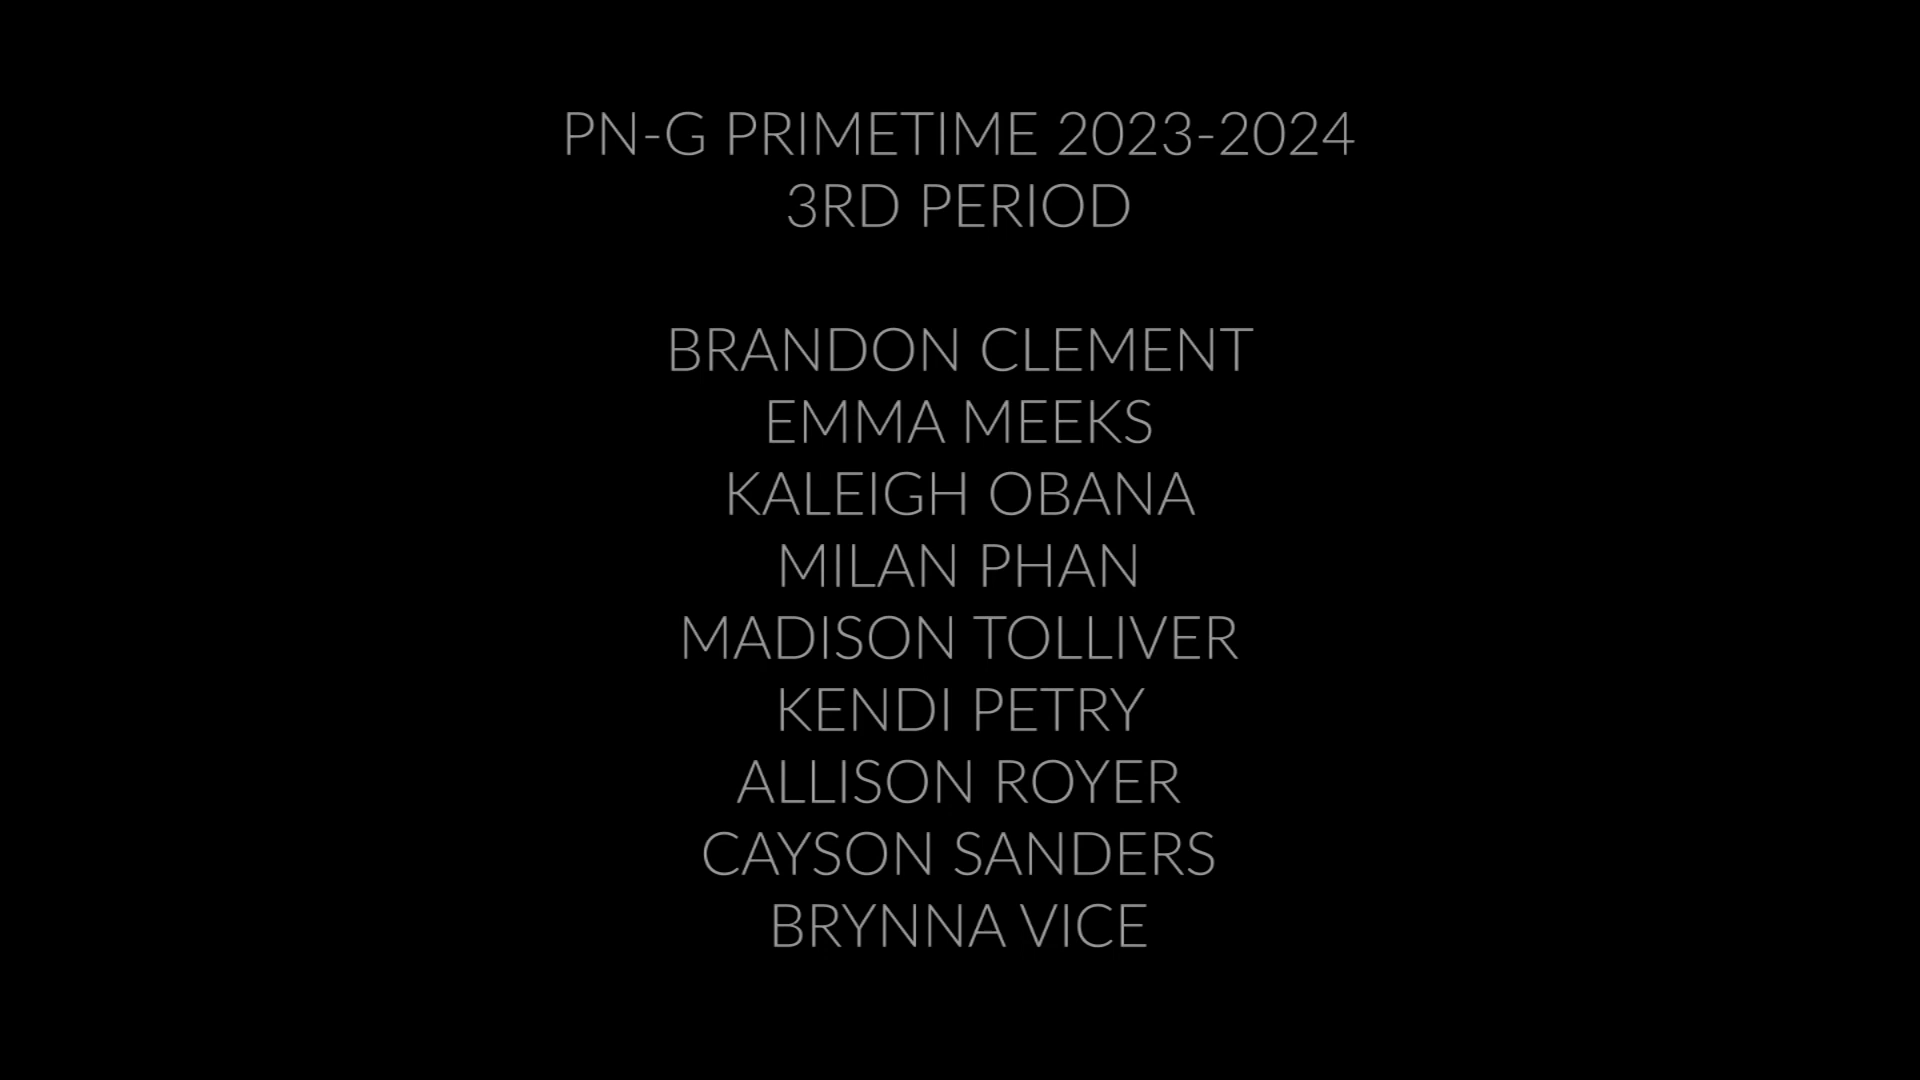 PN-G PRIMETIME 2023-2024
3RD PERIOD
BRANDON CLEMENT
EMMA MEEKS
KALEIGH OBANA
MILAN PHAN
MADISON TOLLIVER
KENDI PETRY
ALLISON ROYER
CAYSON SANDERS
BRYNNA VICE